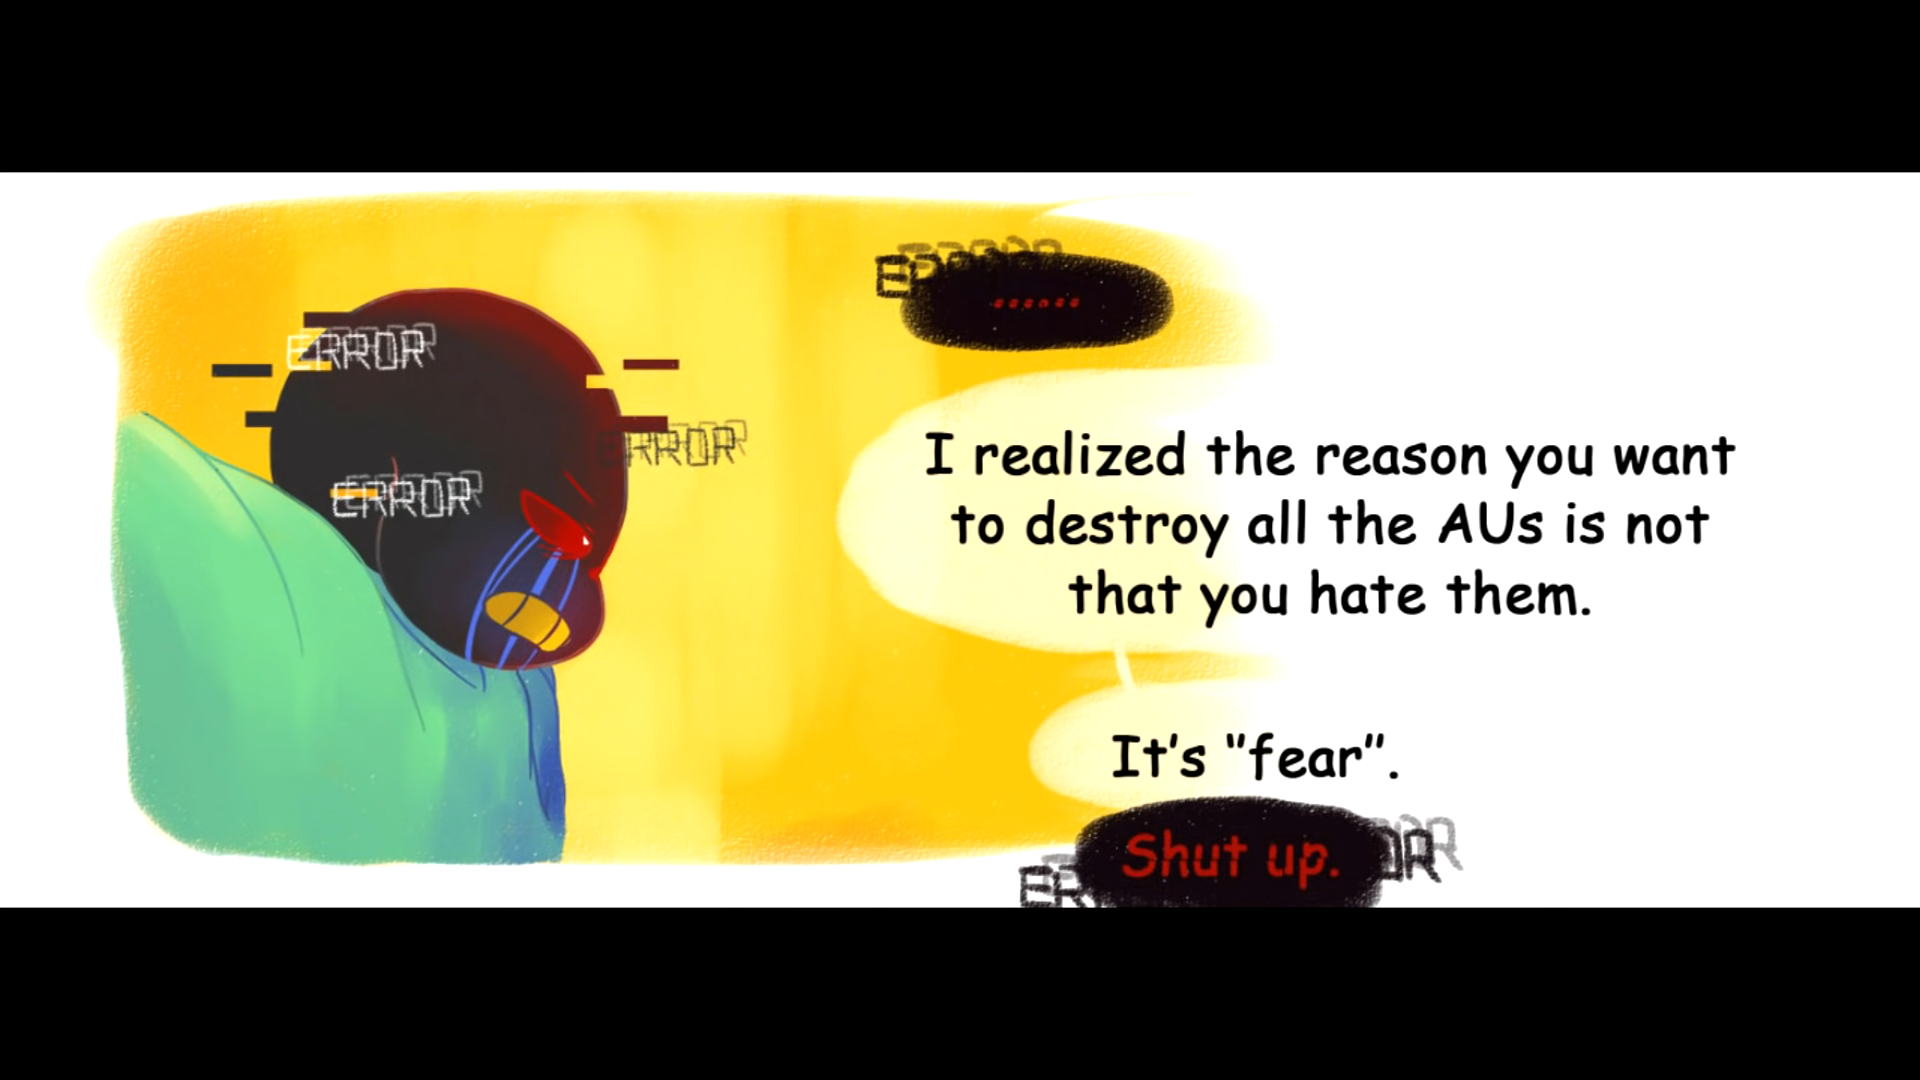 ERROR
......
ERROR
ERROR
I realized the reason you want
to destroy all the AUs is not
that you hate them.
It's "fear".
Shut up.